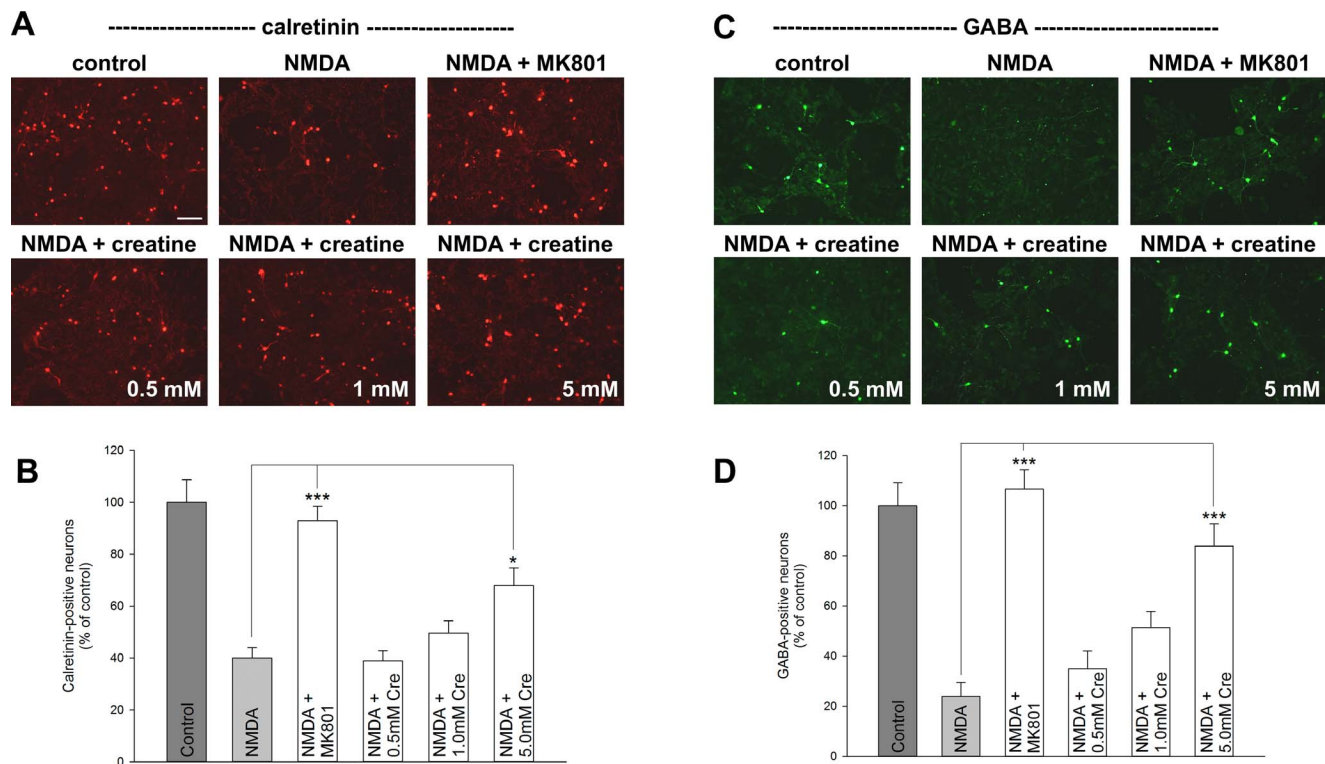 A
---------------- calretinin ----------------
control
NMDA
NMDA + MK801
NMDA + creatine
NMDA + creatine
NMDA + creatine
0.5 mM
1 mM
5 mM
C
---------------- GABA ----------------
control
NMDA
NMDA + MK801
NMDA + creatine
NMDA + creatine
NMDA + creatine
0.5 mM
1 mM
5 mM
B
Calretinin-positive neurons
(% of control)
120
100
80
60
40
20
0
***
*
Control
NMDA
NMDA +
MK801
NMDA +
0.5mM Cre
NMDA +
1.0mM Cre
NMDA +
5.0mM Cre
D
GABA-positive neurons
(% of control)
120
100
80
60
40
20
0
***
***
Control
NMDA
NMDA +
MK801
NMDA +
0.5mM Cre
NMDA +
1.0mM Cre
NMDA +
5.0mM Cre